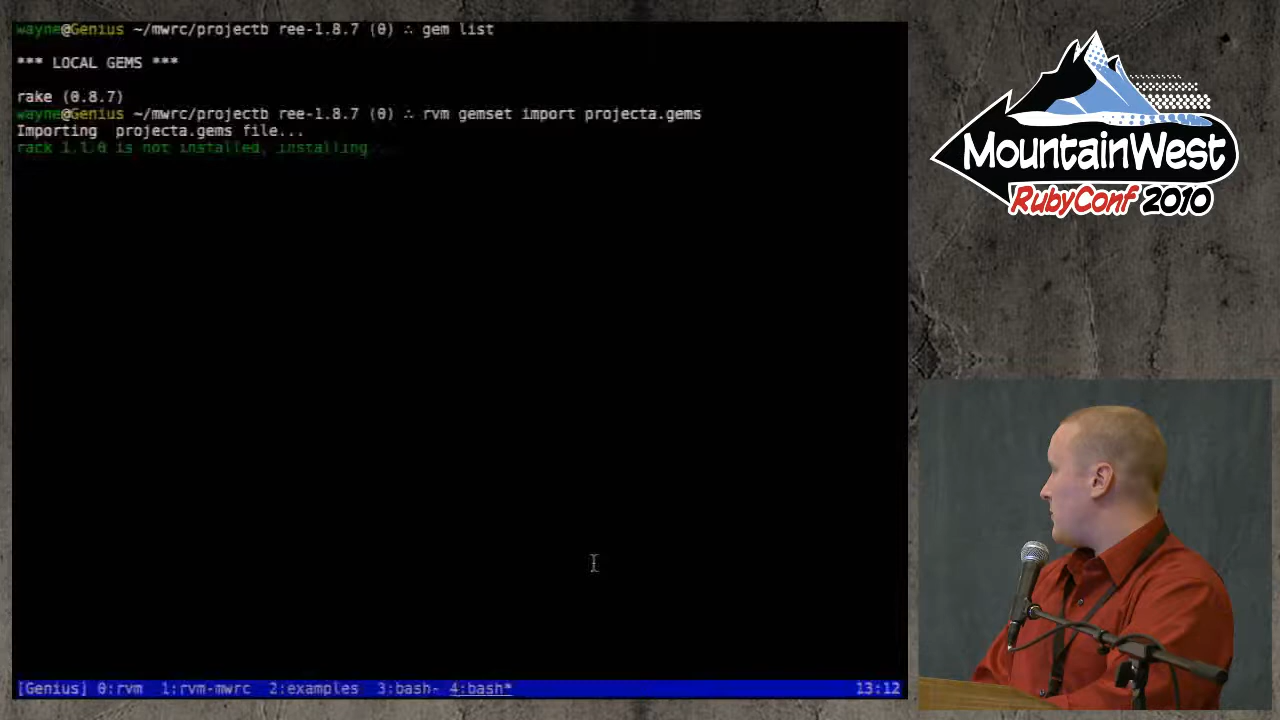 wayne@Genius ~/mwrc/projectb ree-1.8.7 (0) ∴ gem list
*** LOCAL GEMS ***
rake (0.8.7)
wayne@Genius ~/mwrc/projectb ree-1.8.7 (0) ∴ rvm gemset import projecta.gems
Importing  projecta.gems file...
rack 1.1.0 is not installed, installing
[Genius] 0:rvm  1:rvm-mwrc  2:examples  3:bash-  4:bash*
13:12
MountainWest
RubyConf 2010